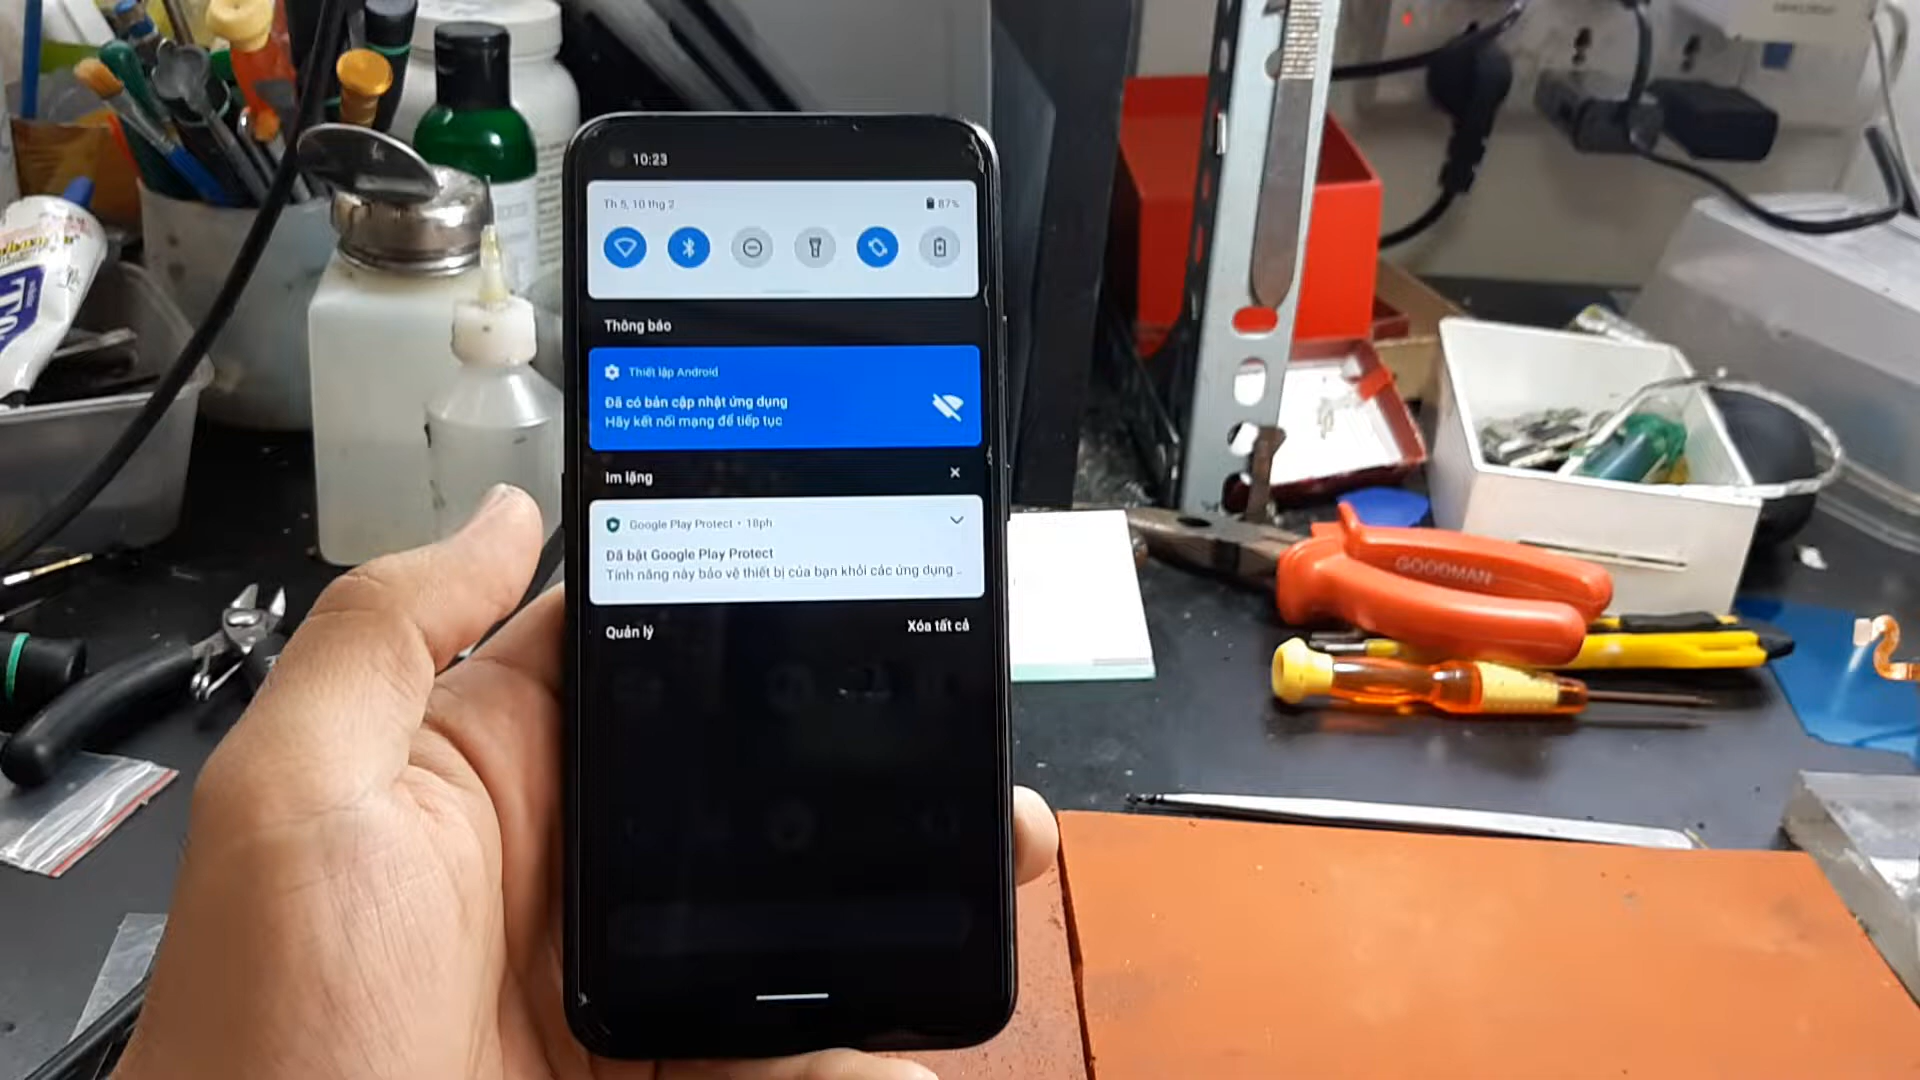 10:23
Th 5, 10 thg 2
87%
Thông báo
Thiết lập Android
Đã có bản cập nhật ứng dụng
Hãy kết nối mạng để tiếp tục
Im lặng
Google Play Protect • 18ph
Đã bật Google Play Protect
Tính năng này bảo vệ thiết bị của bạn khỏi các ứng dụng ..
Quản lý
Xóa tất cả
GOODMAN